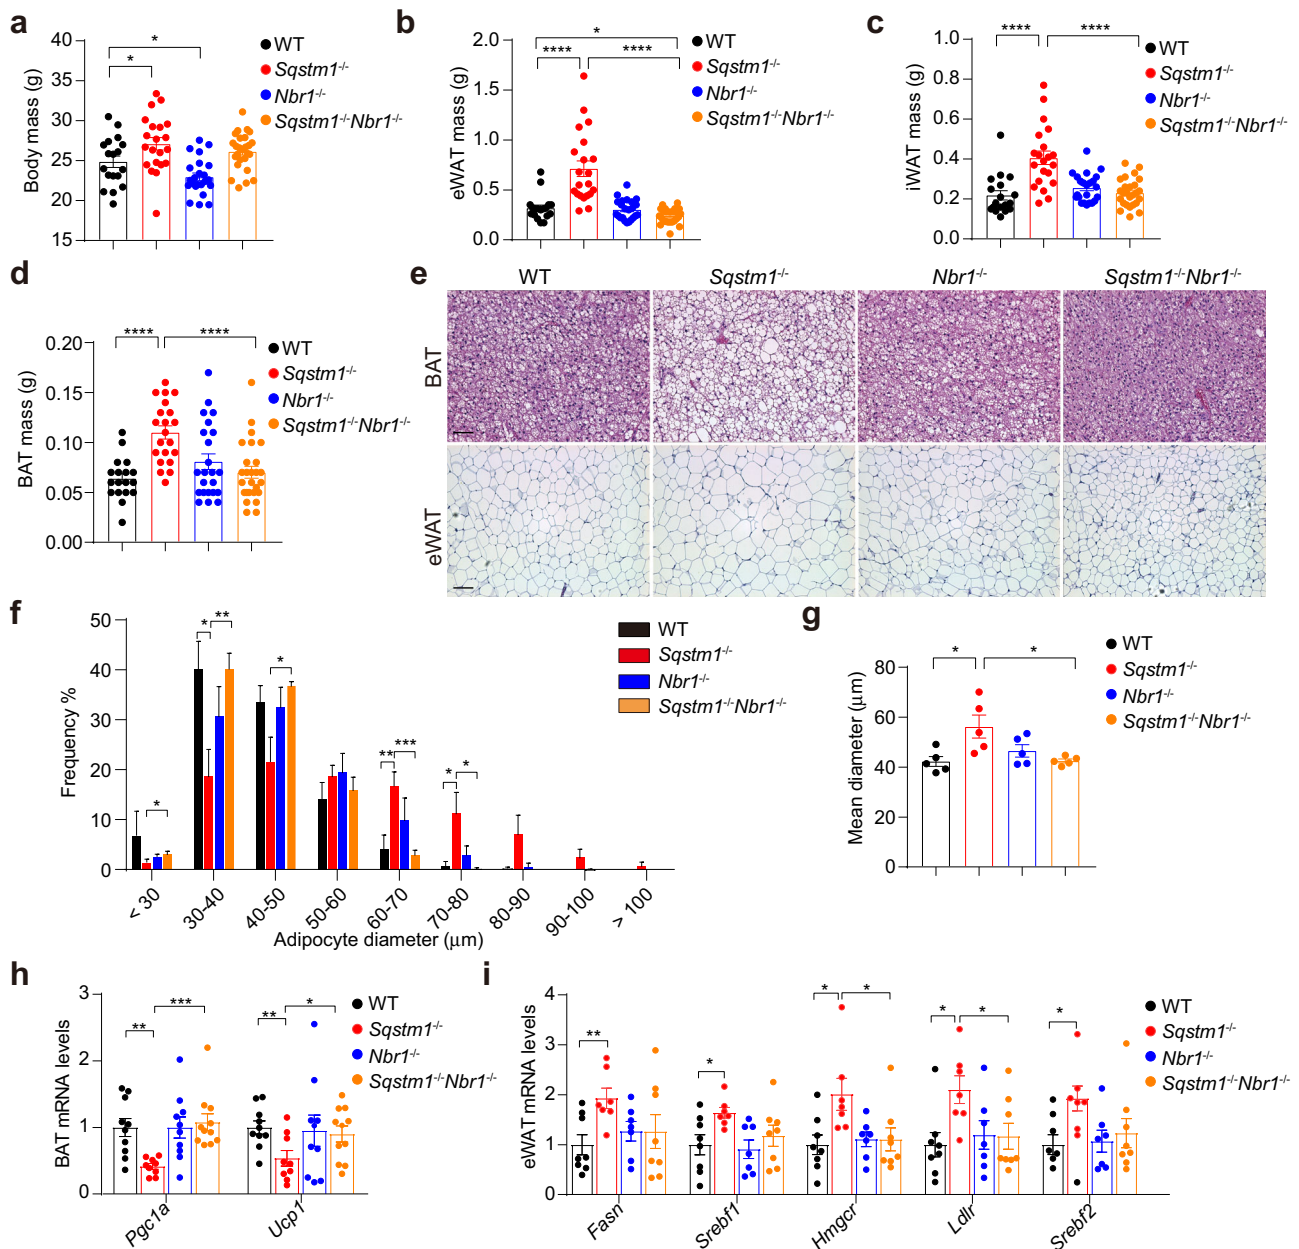 a
Body mass (g)
40
35
30
25
20
15
*
*
WT
Sqstm1-/-
Nbr1-/-
Sqstm1-/-Nbr1-/-
b
eWAT mass (g)
2.0
1.5
1.0
0.5
0.0
*
**** ****
WT
Sqstm1-/-
Nbr1-/-
Sqstm1-/-Nbr1-/-
c
iWAT mass (g)
1.0
0.8
0.6
0.4
0.2
0.0
**** ****
WT
Sqstm1-/-
Nbr1-/-
Sqstm1-/-Nbr1-/-
d
BAT mass (g)
0.20
0.15
0.10
0.05
0.00
**** ****
WT
Sqstm1-/-
Nbr1-/-
Sqstm1-/-Nbr1-/-
e
WT Sqstm1-/- Nbr1-/- Sqstm1-/-Nbr1-/-
BAT
eWAT
f
Frequency %
50
40
30
20
10
0
* **
*
*
** ***
* *
< 30 30-40 40-50 50-60 60-70 70-80 80-90 90-100 > 100
Adipocyte diameter (μm)
WT
Sqstm1-/-
Nbr1-/-
Sqstm1-/-Nbr1-/-
g
Mean diameter (μm)
80
60
40
20
0
* *
WT
Sqstm1-/-
Nbr1-/-
Sqstm1-/-Nbr1-/-
h
BAT mRNA levels
3
2
1
0
** ***
** *
Pgc1a Ucp1
WT
Sqstm1-/-
Nbr1-/-
Sqstm1-/-Nbr1-/-
i
eWAT mRNA levels
4
3
2
1
0
**
*
* *
* *
*
Fasn Srebf1 Hmgcr Ldlr Srebf2
WT
Sqstm1-/-
Nbr1-/-
Sqstm1-/-Nbr1-/-